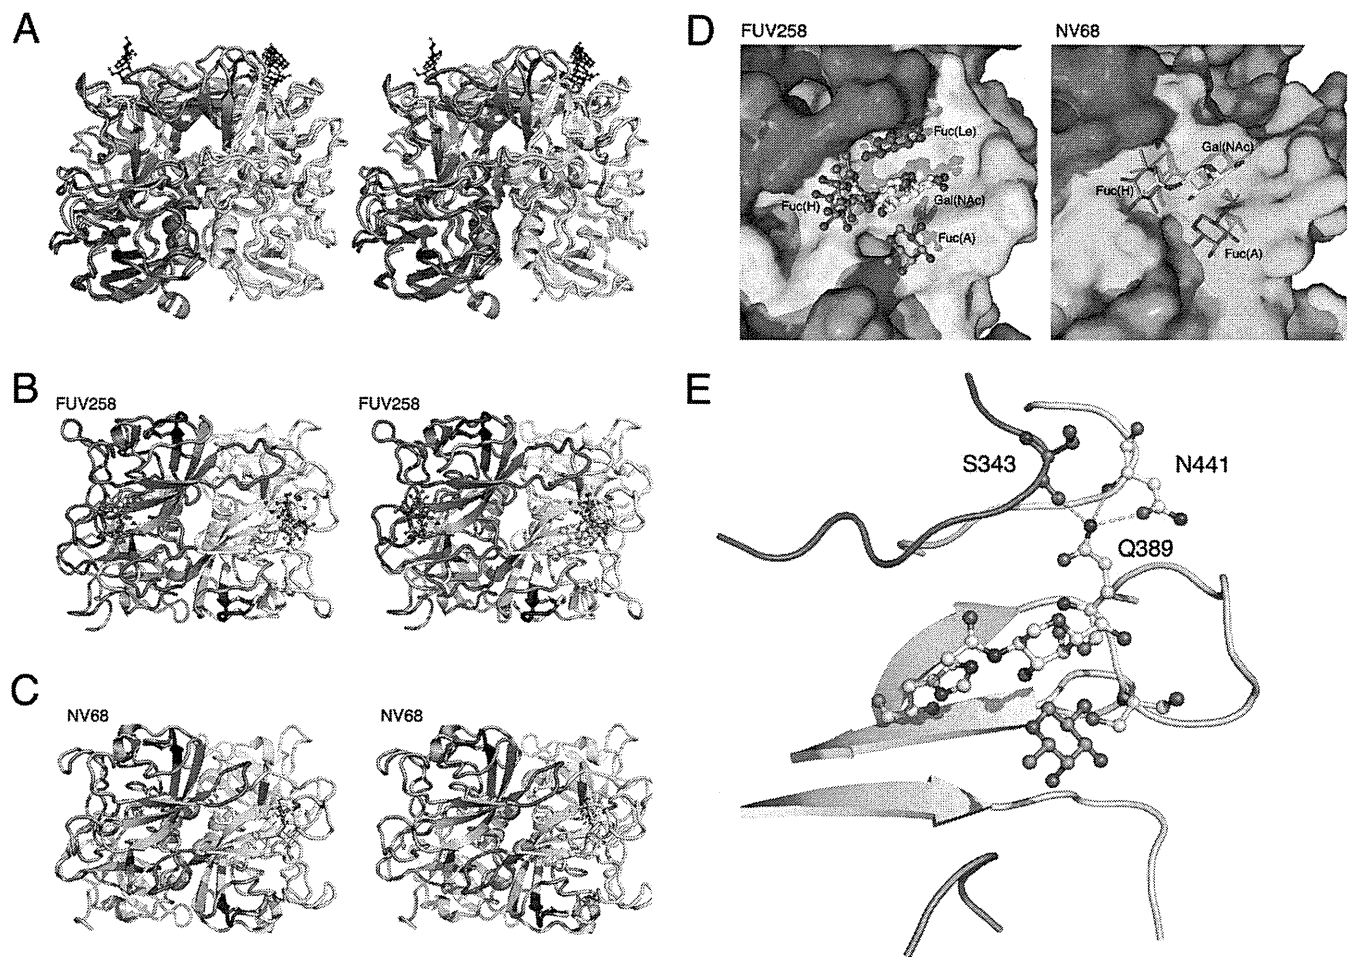 A
B
FUV258
FUV258
C
NV68
NV68
D
FUV258
Fuc(Le)
Fuc(H)
Gal(NAc)
Fuc(A)
NV68
Gal(NAc)
Fuc(H)
Fuc(A)
E
S343
N441
Q389